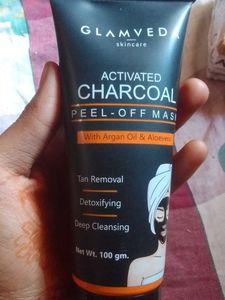 GLAMVEDA
skincare
ACTIVATED
CHARCOAL
PEEL-OFF MASK
With Argan Oil & Aloevera
Tan Removal
Detoxifying
Deep Cleansing
Net Wt. 100 gm.